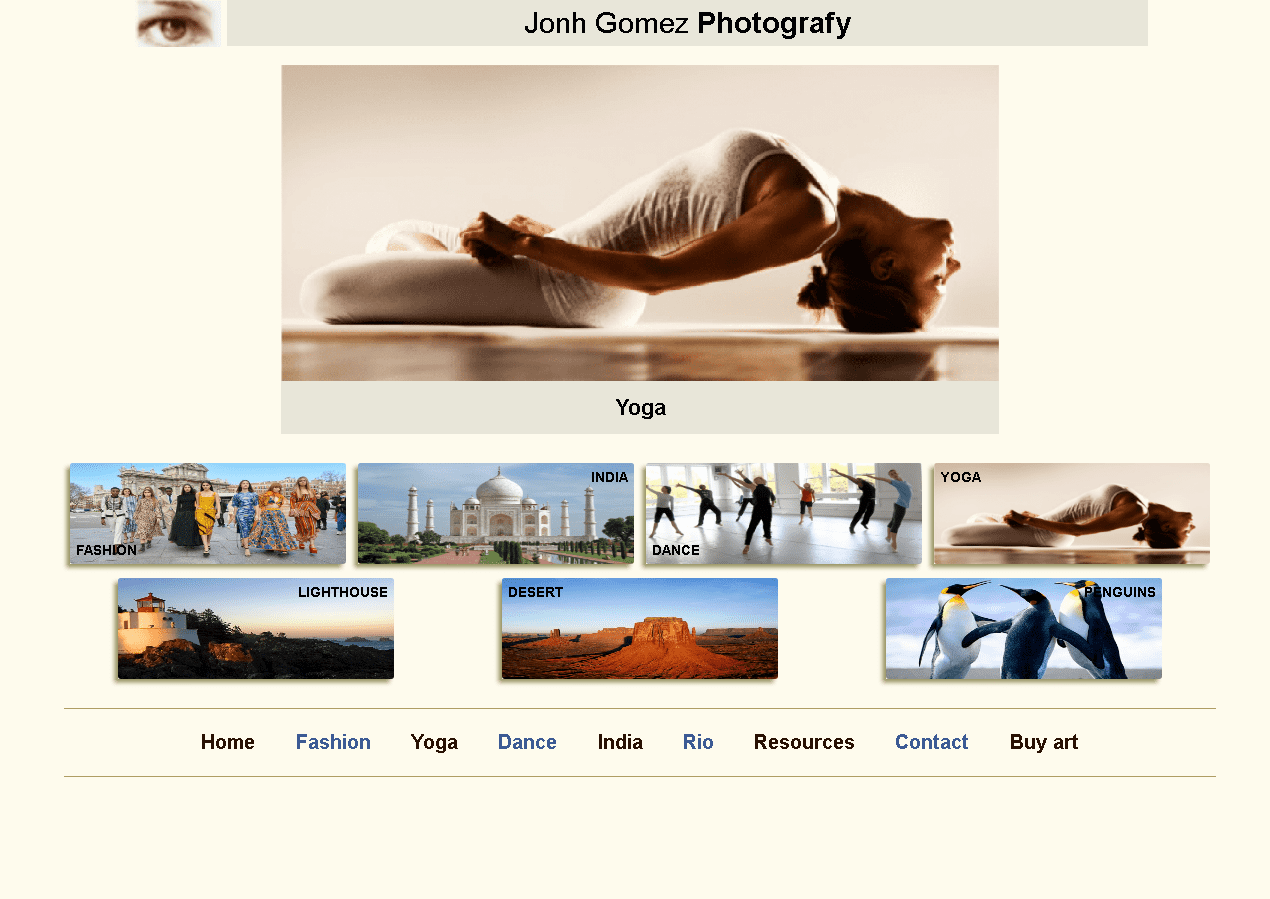 Jonh Gomez Photografy
Yoga
FASHION
INDIA
DANCE
YOGA
LIGHTHOUSE
DESERT
PENGUINS
Home Fashion Yoga Dance India Rio Resources Contact Buy art